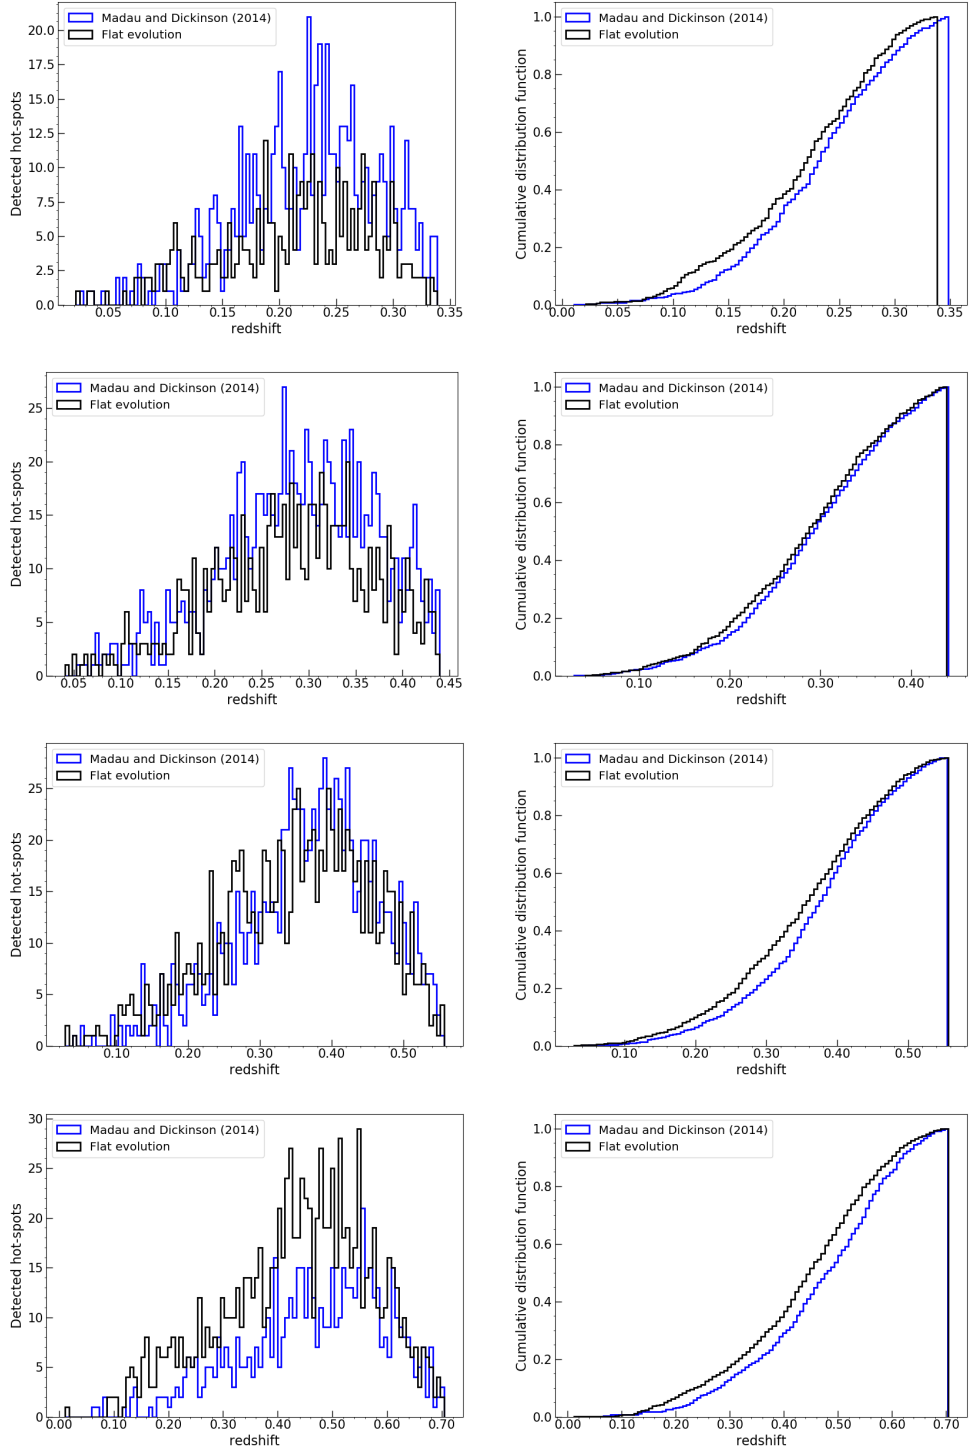 Madau and Dickinson (2014)
Flat evolution
20.0
17.5
15.0
12.5
10.0
7.5
5.0
2.5
0.0
0.05 0.10 0.15 0.20 0.25 0.30 0.35
redshift
Detected hot-spots
Madau and Dickinson (2014)
Flat evolution
1.0
0.8
0.6
0.4
0.2
0.0
0.00 0.05 0.10 0.15 0.20 0.25 0.30 0.35
redshift
Cumulative distribution function
Madau and Dickinson (2014)
Flat evolution
25
20
15
10
5
0
0.05 0.10 0.15 0.20 0.25 0.30 0.35 0.40 0.45
redshift
Detected hot-spots
Madau and Dickinson (2014)
Flat evolution
1.0
0.8
0.6
0.4
0.2
0.0
0.10 0.20 0.30 0.40
redshift
Cumulative distribution function
Madau and Dickinson (2014)
Flat evolution
25
20
15
10
5
0
0.10 0.20 0.30 0.40 0.50
redshift
Detected hot-spots
Madau and Dickinson (2014)
Flat evolution
1.0
0.8
0.6
0.4
0.2
0.0
0.10 0.20 0.30 0.40 0.50
redshift
Cumulative distribution function
Madau and Dickinson (2014)
Flat evolution
30
25
20
15
10
5
0
0.00 0.10 0.20 0.30 0.40 0.50 0.60 0.70
redshift
Detected hot-spots
Madau and Dickinson (2014)
Flat evolution
1.0
0.8
0.6
0.4
0.2
0.0
0.00 0.10 0.20 0.30 0.40 0.50 0.60 0.70
redshift
Cumulative distribution function